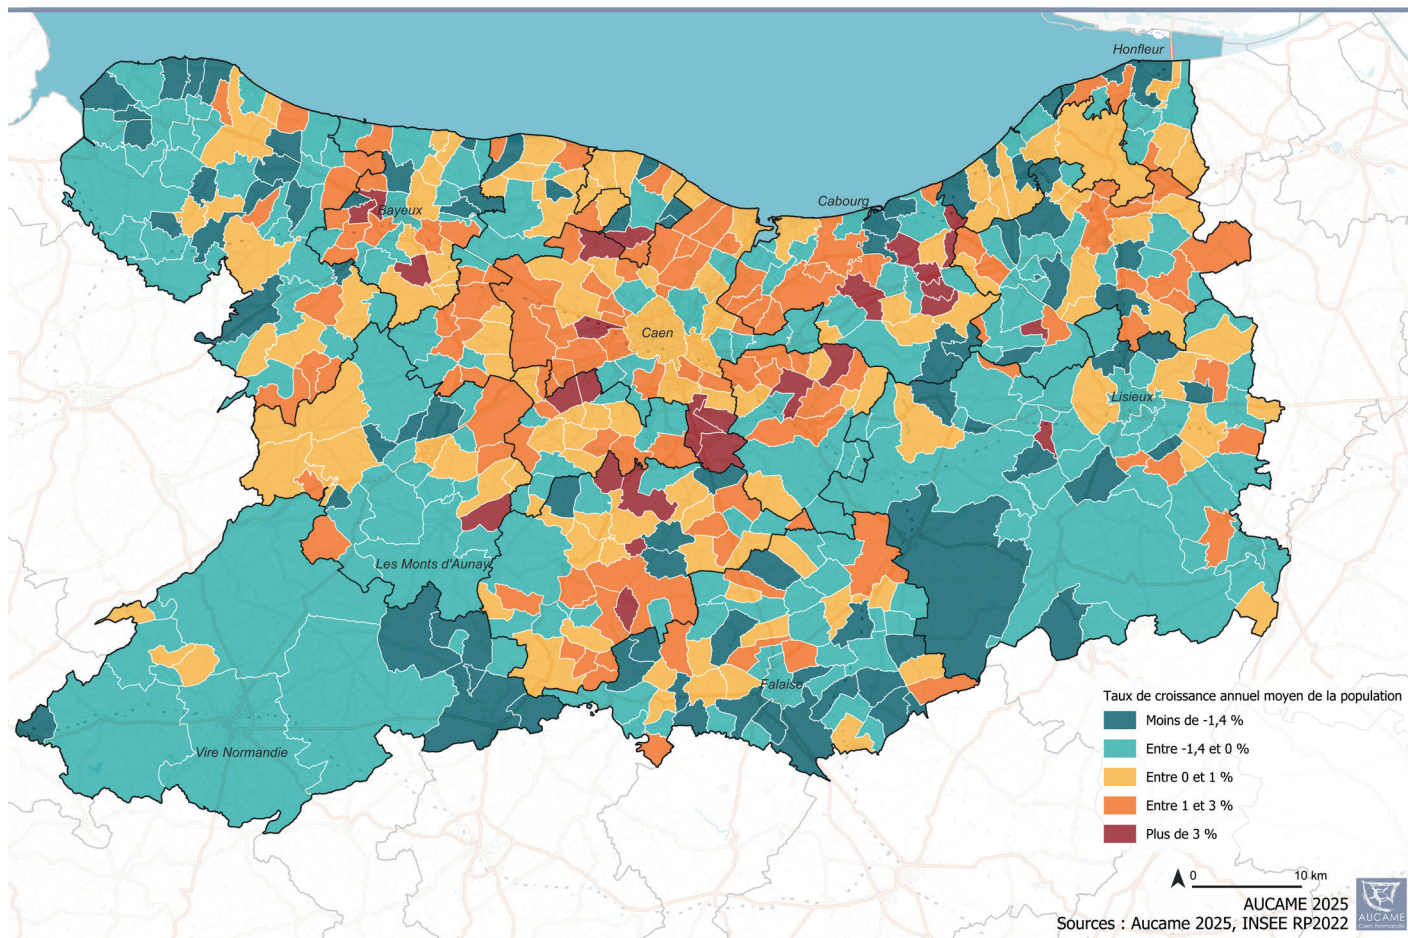 Honfleur
Cabourg
Bayeux
Caen
Lisieux
Les Monts d'Aunay
Falaise
Vire Normandie
Taux de croissance annuel moyen de la population
Moins de -1,4 %
Entre -1,4 et 0 %
Entre 0 et 1 %
Entre 1 et 3 %
Plus de 3 %
0 10 km
AUCAME 2025
Sources : Aucame 2025, INSEE RP2022
AUCAME
Caen Normandie